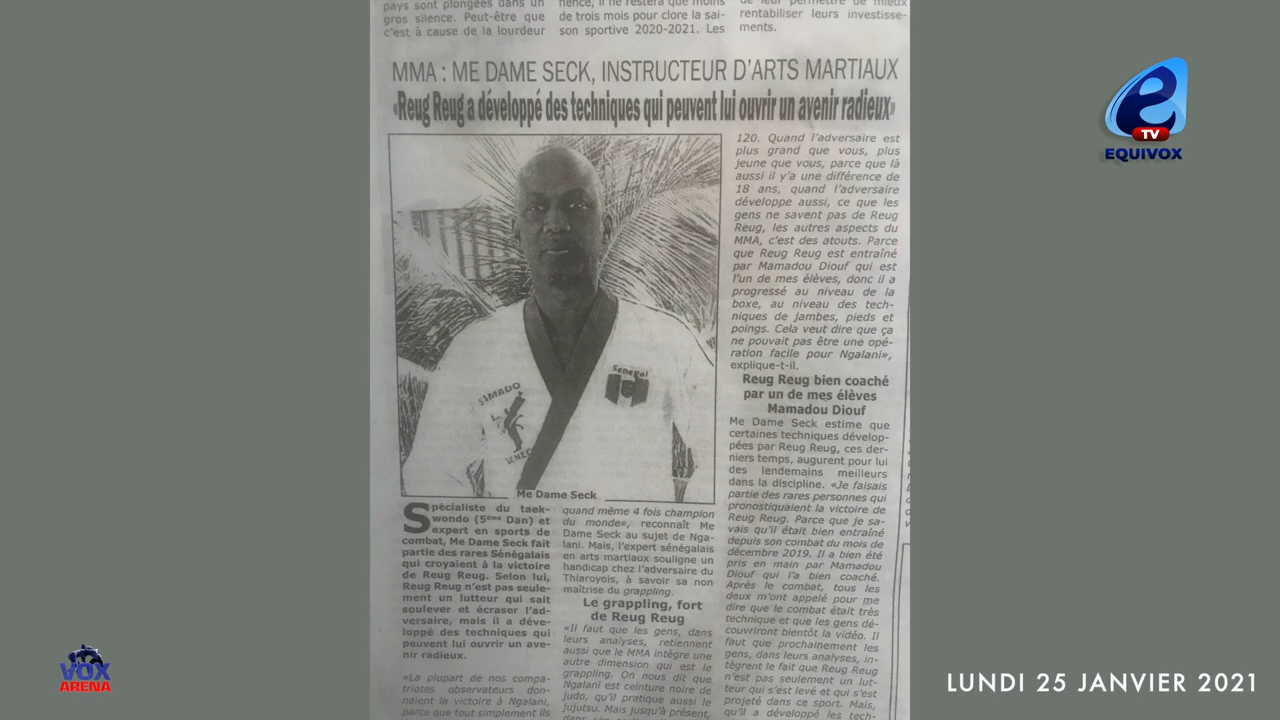 pays sont plongées dans un
gros silence. Peut-être que
c'est à cause de la lourdeur
nence, il ne restera que moins
de trois mois pour clore la sai-
son sportive 2020-2021. Les
de leur permettre de mieux
rentabiliser leurs investisse-
ments.
MMA : ME DAME SECK, INSTRUCTEUR D'ARTS MARTIAUX
«Reug Reug a développé des techniques qui peuvent lui ouvrir un avenir radieux»
SEMADO
Senegal
Me Dame Seck
Spécialiste du taek-
wondo (5ème Dan) et
expert en sports de
combat, Me Dame Seck fait
partie des rares Sénégalais
qui croyaient à la victoire
de Reug Reug. Selon lui,
Reug Reug n'est pas seule-
ment un lutteur qui sait
soulever et écraser l'ad-
versaire, mais il a déve-
loppé des techniques qui
peuvent lui ouvrir un ave-
nir radieux.
«La plupart de nos compa-
triotes observateurs don-
naient la victoire à Ngalani,
parce que tout simplement ils
quand même 4 fois champion
du monde», reconnaît Me
Dame Seck au sujet de Nga-
lani. Mais, l'expert sénégalais
en arts martiaux souligne un
handicap chez l'adversaire du
Thiaroyois, à savoir sa non
maîtrise du grappling.
Le grappling, fort
de Reug Reug
«Il faut que les gens, dans
leurs analyses, retiennent
aussi que le MMA intègre une
autre dimension qui est le
grappling. On nous dit que
Ngalani est ceinture noire de
judo, qu'il pratique aussi le
jujutsu. Mais jusqu'à présent,
dans son
120. Quand l'adversaire est
plus grand que vous, plus
jeune que vous, parce que là
aussi il y'a une différence de
18 ans, quand l'adversaire
développe aussi, ce que les
gens ne savent pas de Reug
Reug, les autres aspects du
MMA, c'est des atouts. Parce
que Reug Reug est entraîné
par Mamadou Diouf qui est
l'un de mes élèves, donc il a
progressé au niveau de la
boxe, au niveau des tech-
niques de jambes, pieds et
poings. Cela veut dire que ça
ne pouvait pas être une opé-
ration facile pour Ngalani»,
explique-t-il.
Reug Reug bien coaché
par un de mes élèves
Mamadou Diouf
Me Dame Seck estime que
certaines techniques dévelop-
pées par Reug Reug, ces der-
niers temps, augurent pour lui
des lendemains meilleurs
dans la discipline. «Je faisais
partie des rares personnes qui
pronostiquaient la victoire de
Reug Reug. Parce que je sa-
vais qu'il était bien entraîné
depuis son combat du mois de
décembre 2019. Il a bien été
pris en main par Mamadou
Diouf qui l'a bien coaché.
Après le combat, tous les
deux m'ont appelé pour me
dire que le combat était très
technique et que les gens dé-
couvriront bientôt la vidéo. Il
faut que prochainement les
gens, dans leurs analyses, in-
tègrent le fait que Reug Reug
n'est pas seulement un lut-
teur qui s'est levé et qui s'est
projeté dans ce sport. Mais,
qu'il a développé les tech-
e
TV
EQUIVOX
VOX
ARENA
LUNDI 25 JANVIER 2021